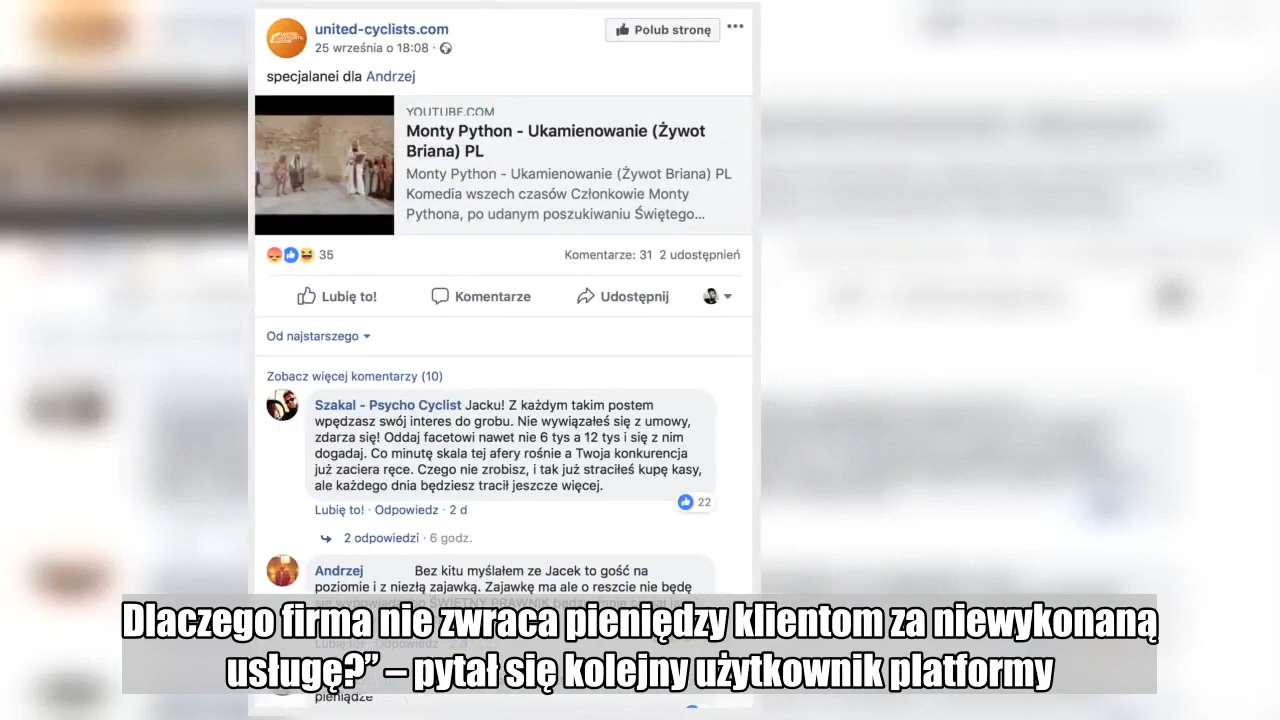 united-cyclists.com
Polub stronę
25 września o 18:08
specjalanei dla Andrzej
YOUTUBE.COM
Monty Python - Ukamienowanie (Żywot
Briana) PL
Monty Python - Ukamienowanie (Żywot Briana) PL
Komedia wszech czasów Członkowie Monty
Pythona, po udanym poszukiwaniu Świętego...
35
Komentarze: 31 2 udostępnień
Lubię to! Komentarze Udostępnij
Od najstarszego
Zobacz więcej komentarzy (10)
Szakal - Psycho Cyclist Jacku! Z każdym takim postem
wpędzasz swój interes do grobu. Nie wywiązałeś się z umowy,
zdarza się! Oddaj facetowi nawet nie 6 tys a 12 tys i się z nim
dogadaj. Co minutę skala tej afery rośnie a Twoja konkurencja
już zaciera ręce. Czego nie zrobisz, i tak już straciłeś kupę kasy,
ale każdego dnia będziesz tracił jeszcze więcej.
22
Lubię to! · Odpowiedz · 2 d
2 odpowiedzi · 6 godz.
Andrzej Bez kitu myślałem ze Jacek to gość na
poziomie i z niezłą zajawką. Zajawkę ma ale o reszcie nie będę
Dlaczego firma nie zwraca pieniędzy klientom za niewykonaną
usługę?” – pytał się kolejny użytkownik platformy
pieniądze